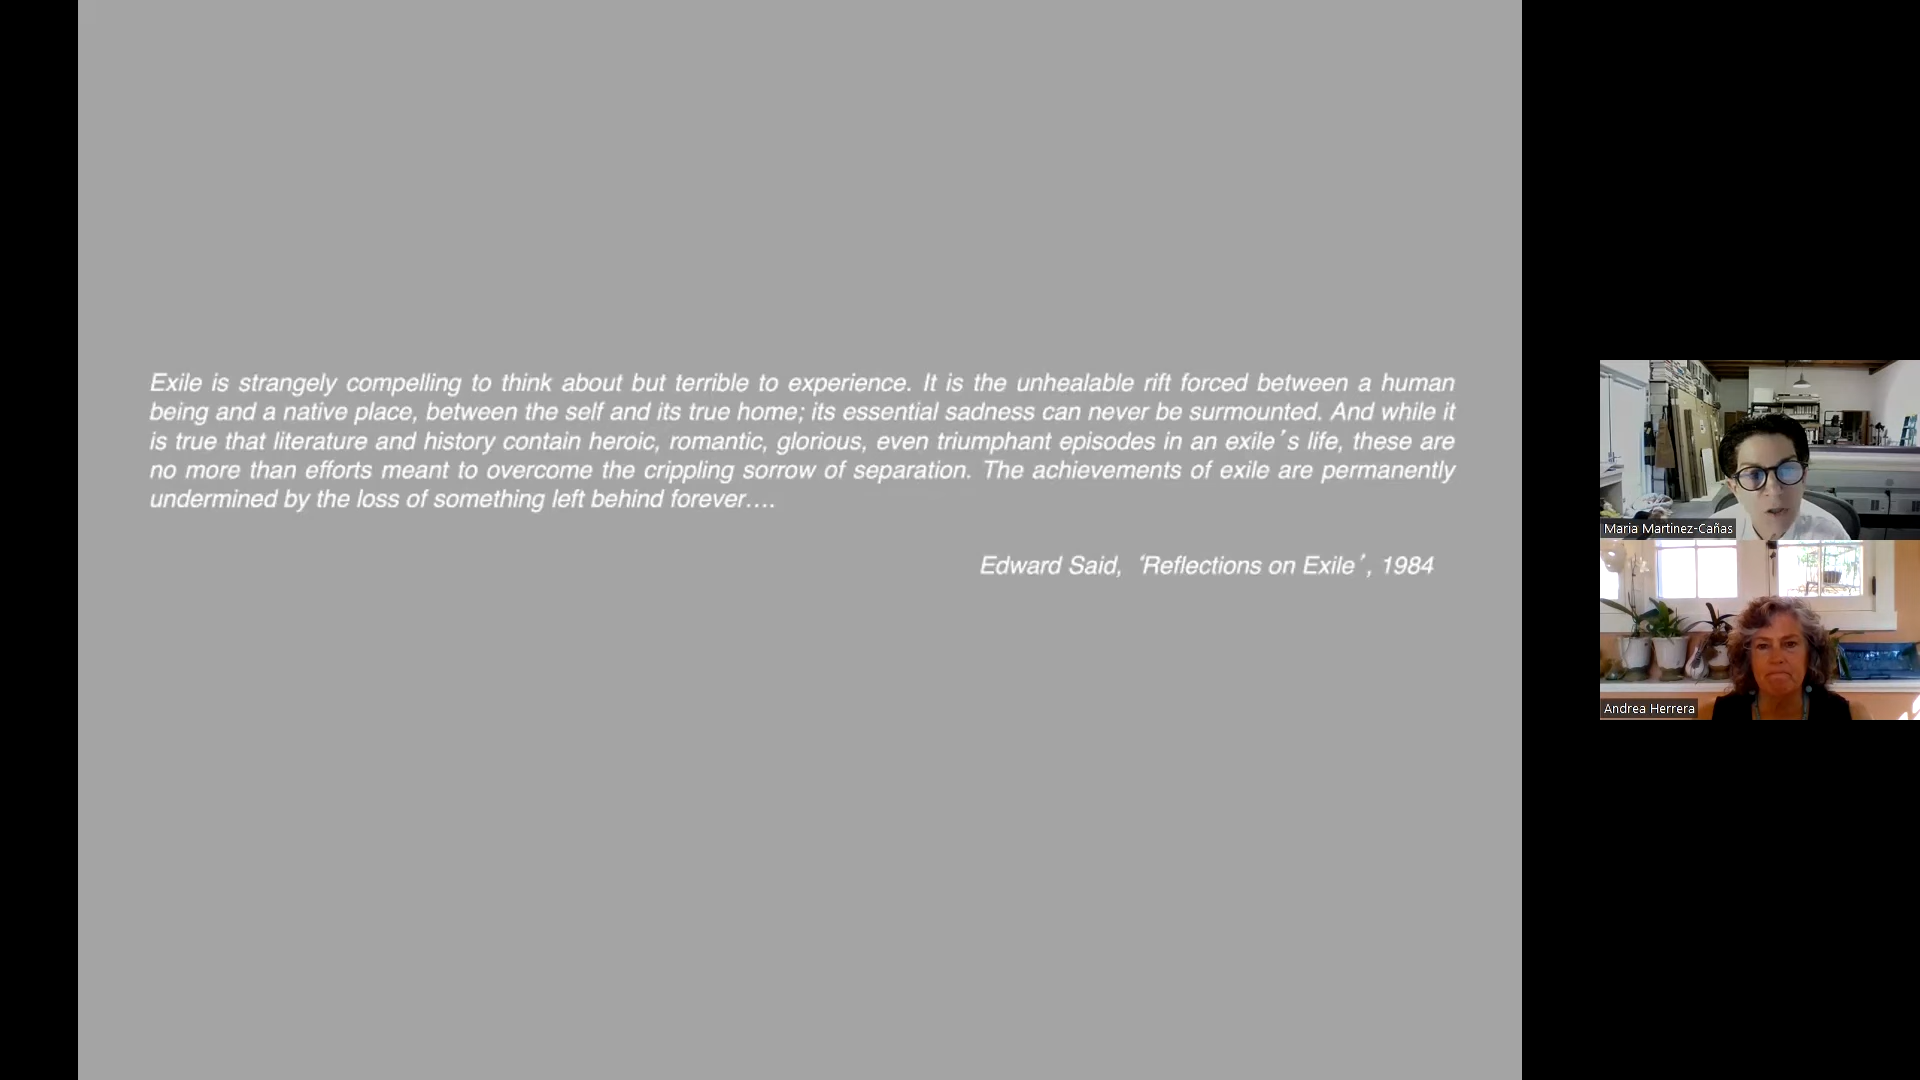 Exile is strangely compelling to think about but terrible to experience. It is the unhealable rift forced between a human
being and a native place, between the self and its true home; its essential sadness can never be surmounted. And while it
is true that literature and history contain heroic, romantic, glorious, even triumphant episodes in an exile´s life, these are
no more than efforts meant to overcome the crippling sorrow of separation. The achievements of exile are permanently
undermined by the loss of something left behind forever….
Edward Said, ‘Reflections on Exile´, 1984
Maria Martinez-Cañas
Andrea Herrera